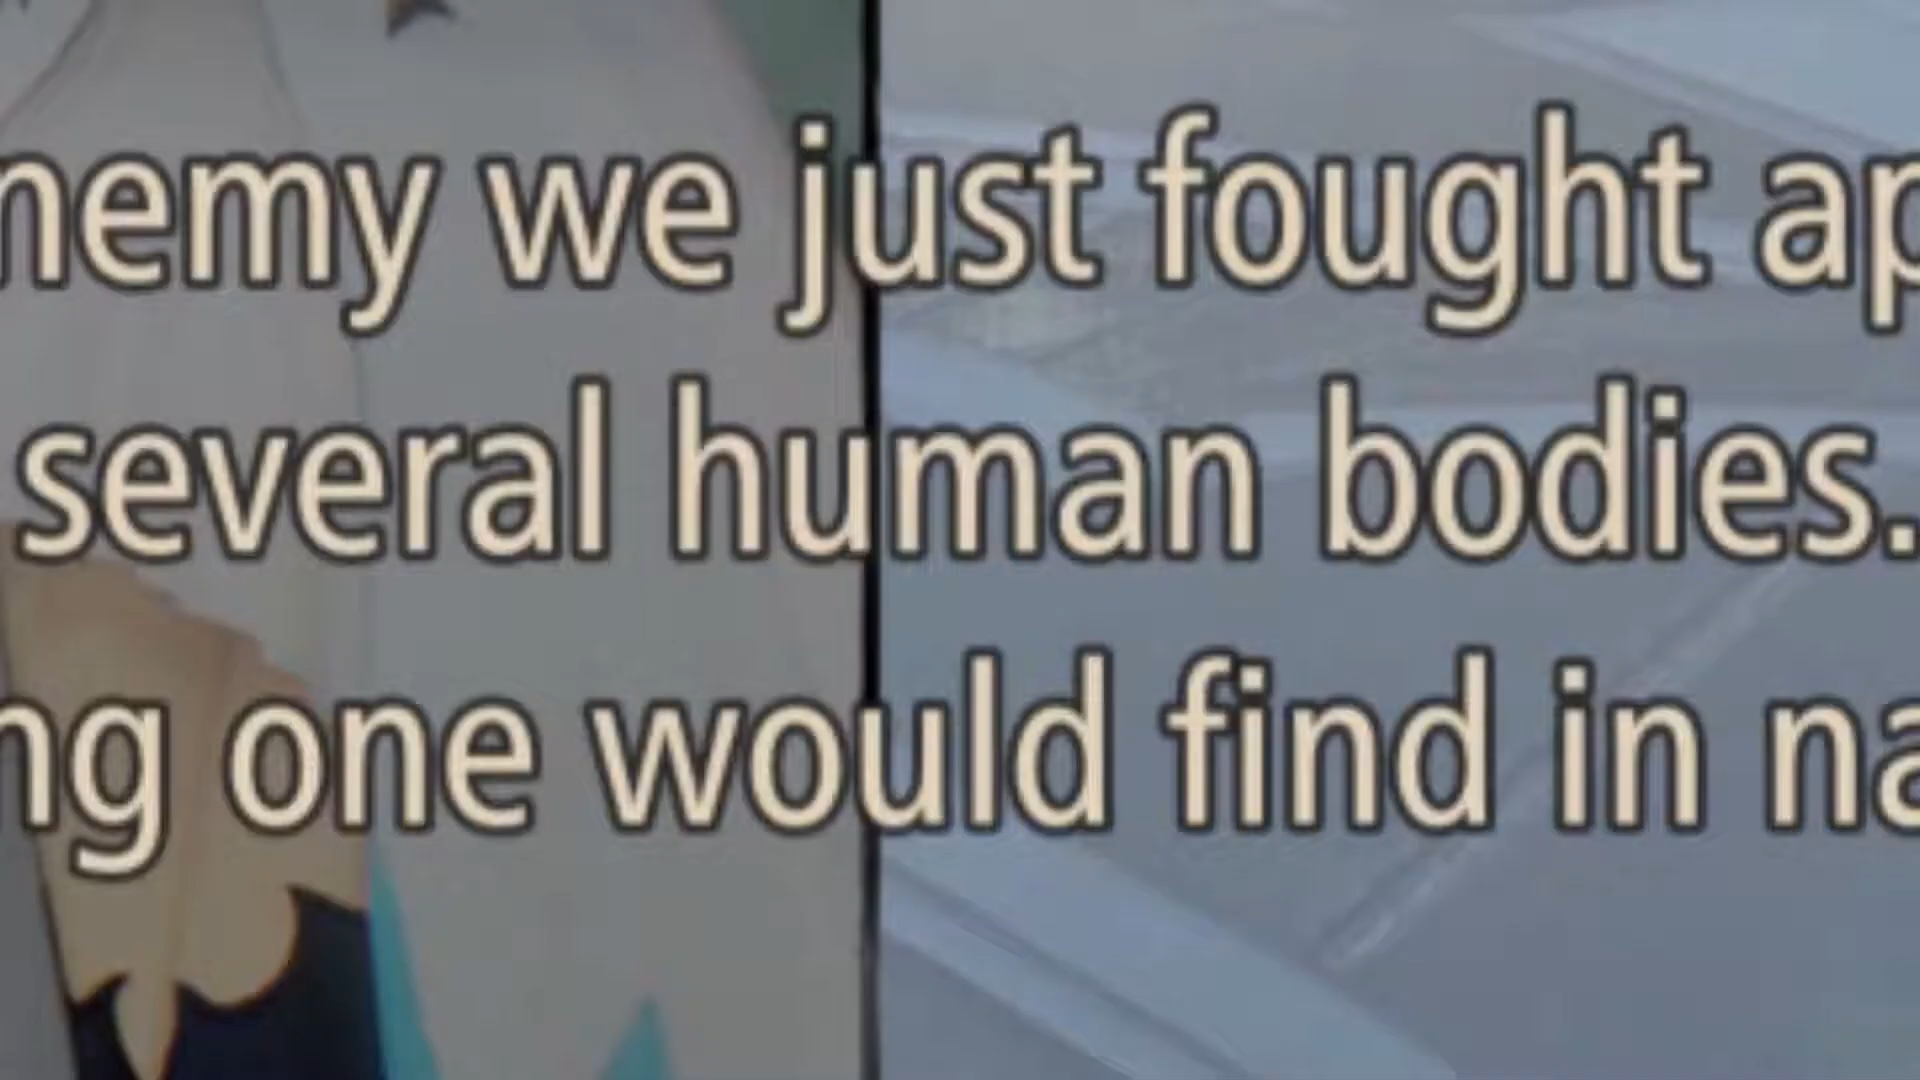 nemy we just fought ap
several human bodies.
ng one would find in na